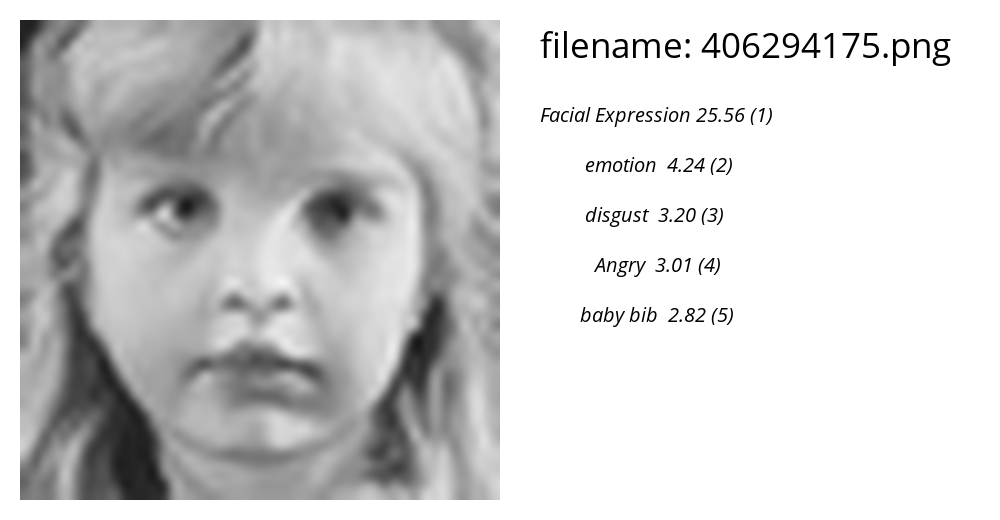 filename: 406294175.png
Facial Expression 25.56 (1)
emotion 4.24 (2)
disgust 3.20 (3)
Angry 3.01 (4)
baby bib 2.82 (5)